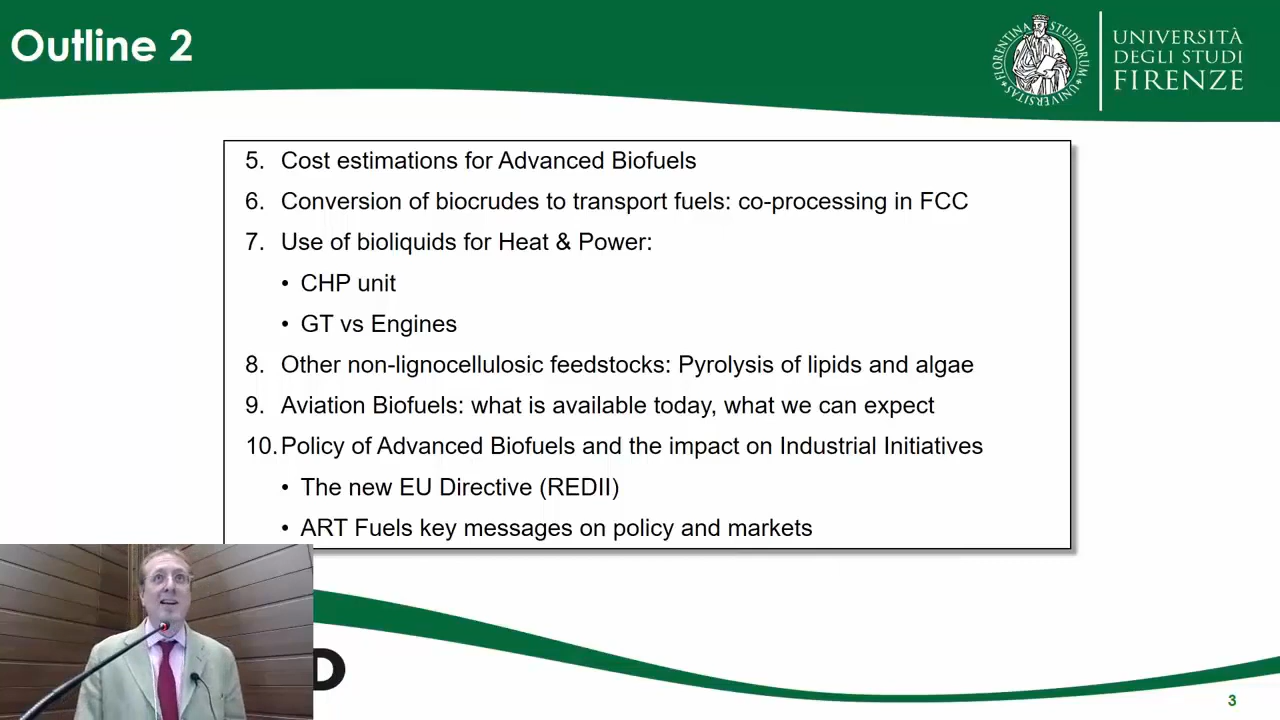 Outline 2
UNIVERSITÀ
DEGLI STUDI
FIRENZE
5. Cost estimations for Advanced Biofuels
6. Conversion of biocrudes to transport fuels: co-processing in FCC
7. Use of bioliquids for Heat & Power:
• CHP unit
• GT vs Engines
8. Other non-lignocellulosic feedstocks: Pyrolysis of lipids and algae
9. Aviation Biofuels: what is available today, what we can expect
10. Policy of Advanced Biofuels and the impact on Industrial Initiatives
• The new EU Directive (REDII)
• ART Fuels key messages on policy and markets
D
3